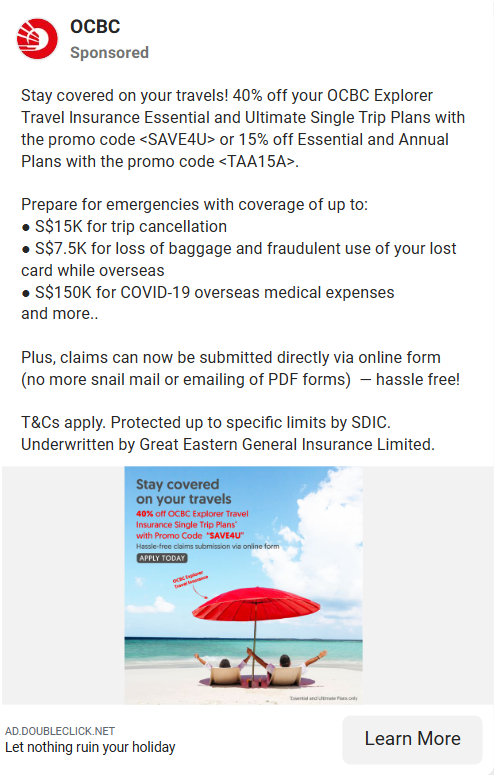 OCBC
Sponsored
Stay covered on your travels! 40% off your OCBC Explorer
Travel Insurance Essential and Ultimate Single Trip Plans with
the promo code <SAVE4U> or 15% off Essential and Annual
Plans with the promo code <TAA15A>.
Prepare for emergencies with coverage of up to:
● S$15K for trip cancellation
● S$7.5K for loss of baggage and fraudulent use of your lost
card while overseas
● S$150K for COVID-19 overseas medical expenses
and more..
Plus, claims can now be submitted directly via online form
(no more snail mail or emailing of PDF forms)  — hassle free!
T&Cs apply. Protected up to specific limits by SDIC.
Underwritten by Great Eastern General Insurance Limited.
Stay covered
on your travels
40% off OCBC Explorer Travel
Insurance Single Trip Plans*
with Promo Code "SAVE4U"
Hassle-free claims submission via online form
APPLY TODAY
OCBC Explorer
Travel Insurance
*Essential and Ultimate Plans only
AD.DOUBLECLICK.NET
Let nothing ruin your holiday
Learn More